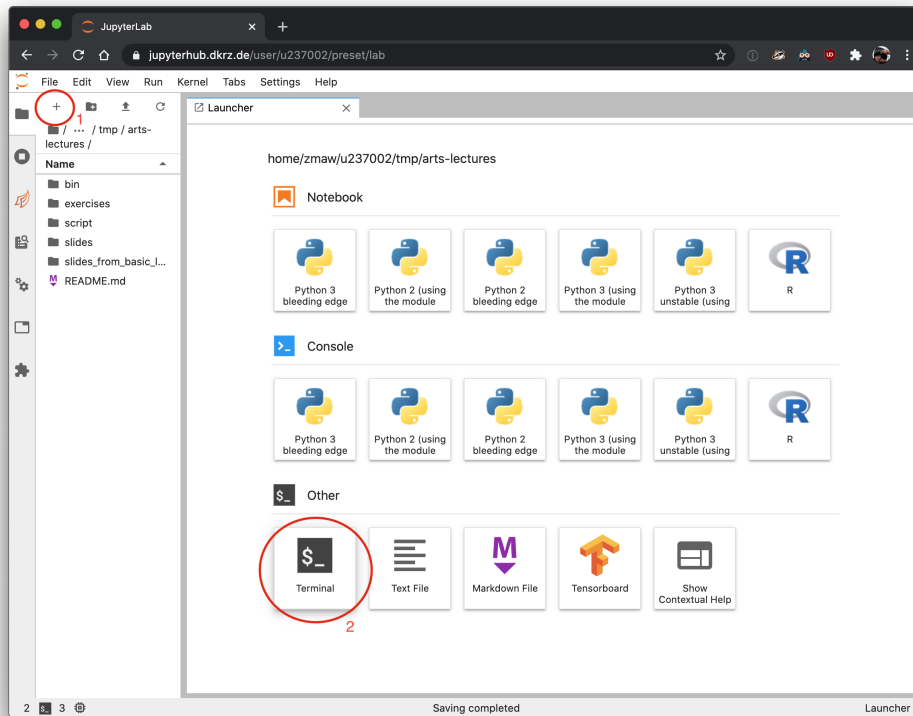 JupyterLab
jupyterhub.dkrz.de/user/u237002/preset/lab
File Edit View Run Kernel Tabs Settings Help
1
Launcher
/ ... / tmp / arts-
lectures /
Name
bin
exercises
script
slides
slides_from_basic_l...
README.md
home/zmaw/u237002/tmp/arts-lectures
Notebook
Python 3
bleeding edge
Python 2 (using
the module
Python 2
bleeding edge
Python 3 (using
the module
Python 3
unstable (using
R
Console
Python 3
bleeding edge
Python 2 (using
the module
Python 2
bleeding edge
Python 3 (using
the module
Python 3
unstable (using
R
$_ Other
$_
Terminal
Text File
M
Markdown File
Tensorboard
Show
Contextual Help
2
2 $_ 3
Saving completed
Launcher